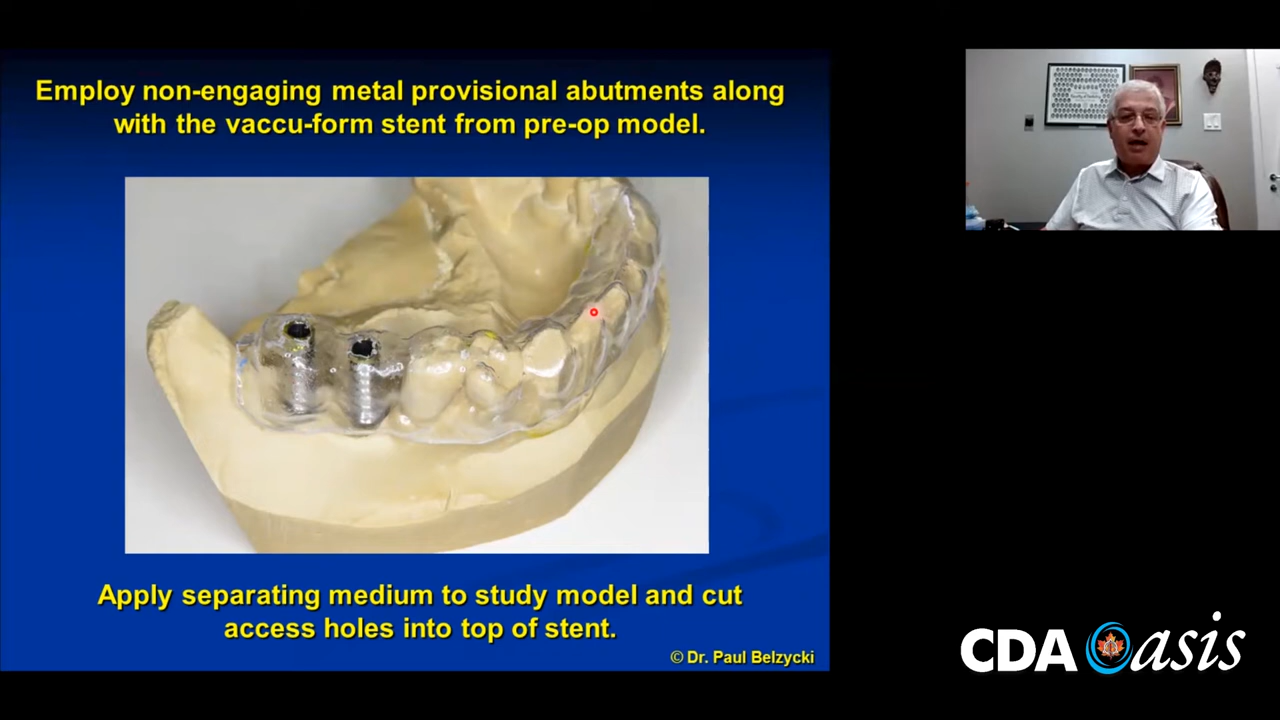 Employ non-engaging metal provisional abutments along
with the vaccu-form stent from pre-op model.
Apply separating medium to study model and cut
access holes into top of stent.
© Dr. Paul Belzycki
CDA Oasis